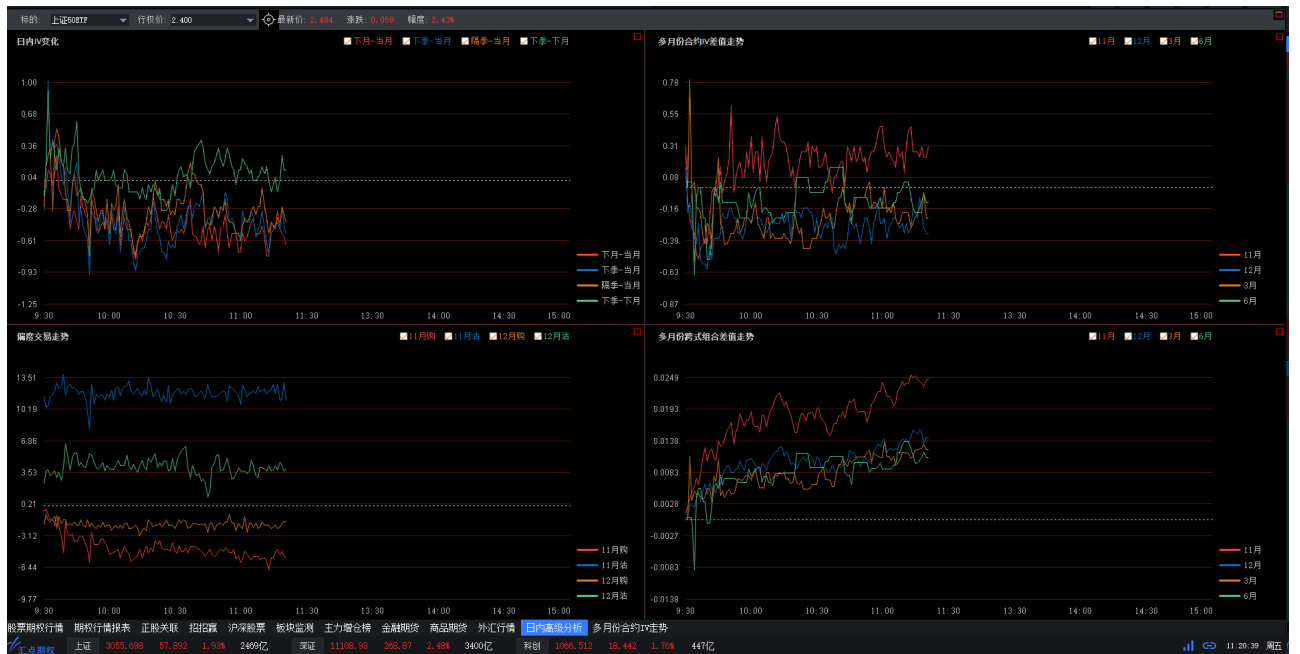 标的: 上证50ETF 行权价: 2.400 最新价: 2.484 涨跌: 0.059 幅度: 2.43%
日内IV变化 下月-当月 下季-当月 隔季-当月 下季-下月
1.00
0.68
0.36
0.04
-0.28
-0.61
-0.93
-1.25
下月-当月
下季-当月
隔季-当月
下季-下月
9:30 10:00 10:30 11:00 11:30 13:30 14:00 14:30 15:00
多月份合约IV差值走势 11月 12月 3月 6月
0.78
0.55
0.31
0.08
-0.16
-0.39
-0.63
-0.87
11月
12月
3月
6月
9:30 10:00 10:30 11:00 11:30 13:30 14:00 14:30 15:00
偏度交易走势 11月购 11月沽 12月购 12月沽
13.51
10.19
6.86
3.53
0.21
-3.12
-6.44
-9.77
11月购
11月沽
12月购
12月沽
9:30 10:00 10:30 11:00 11:30 13:30 14:00 14:30 15:00
多月份跨式组合差值走势 11月 12月 3月 6月
0.0249
0.0193
0.0138
0.0083
0.0028
-0.0027
-0.0083
-0.0138
11月
12月
3月
6月
9:30 10:00 10:30 11:00 11:30 13:30 14:00 14:30 15:00
股票期权行情 期权行情报表 正股关联 招招赢 沪深股票 板块监测 主力增仓榜 金融期货 商品期货 外汇行情 日内高级分析 多月份合约IV走势
汇点期权 上证 3055.698 57.892 1.93% 2469亿 深证 11108.93 268.87 2.48% 3400亿 科创 1066.512 18.442 1.76% 447亿 11:20:39 周五